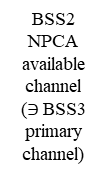 BSS2
NPCA
available
channel
(∋ BSS3
primary
channel)